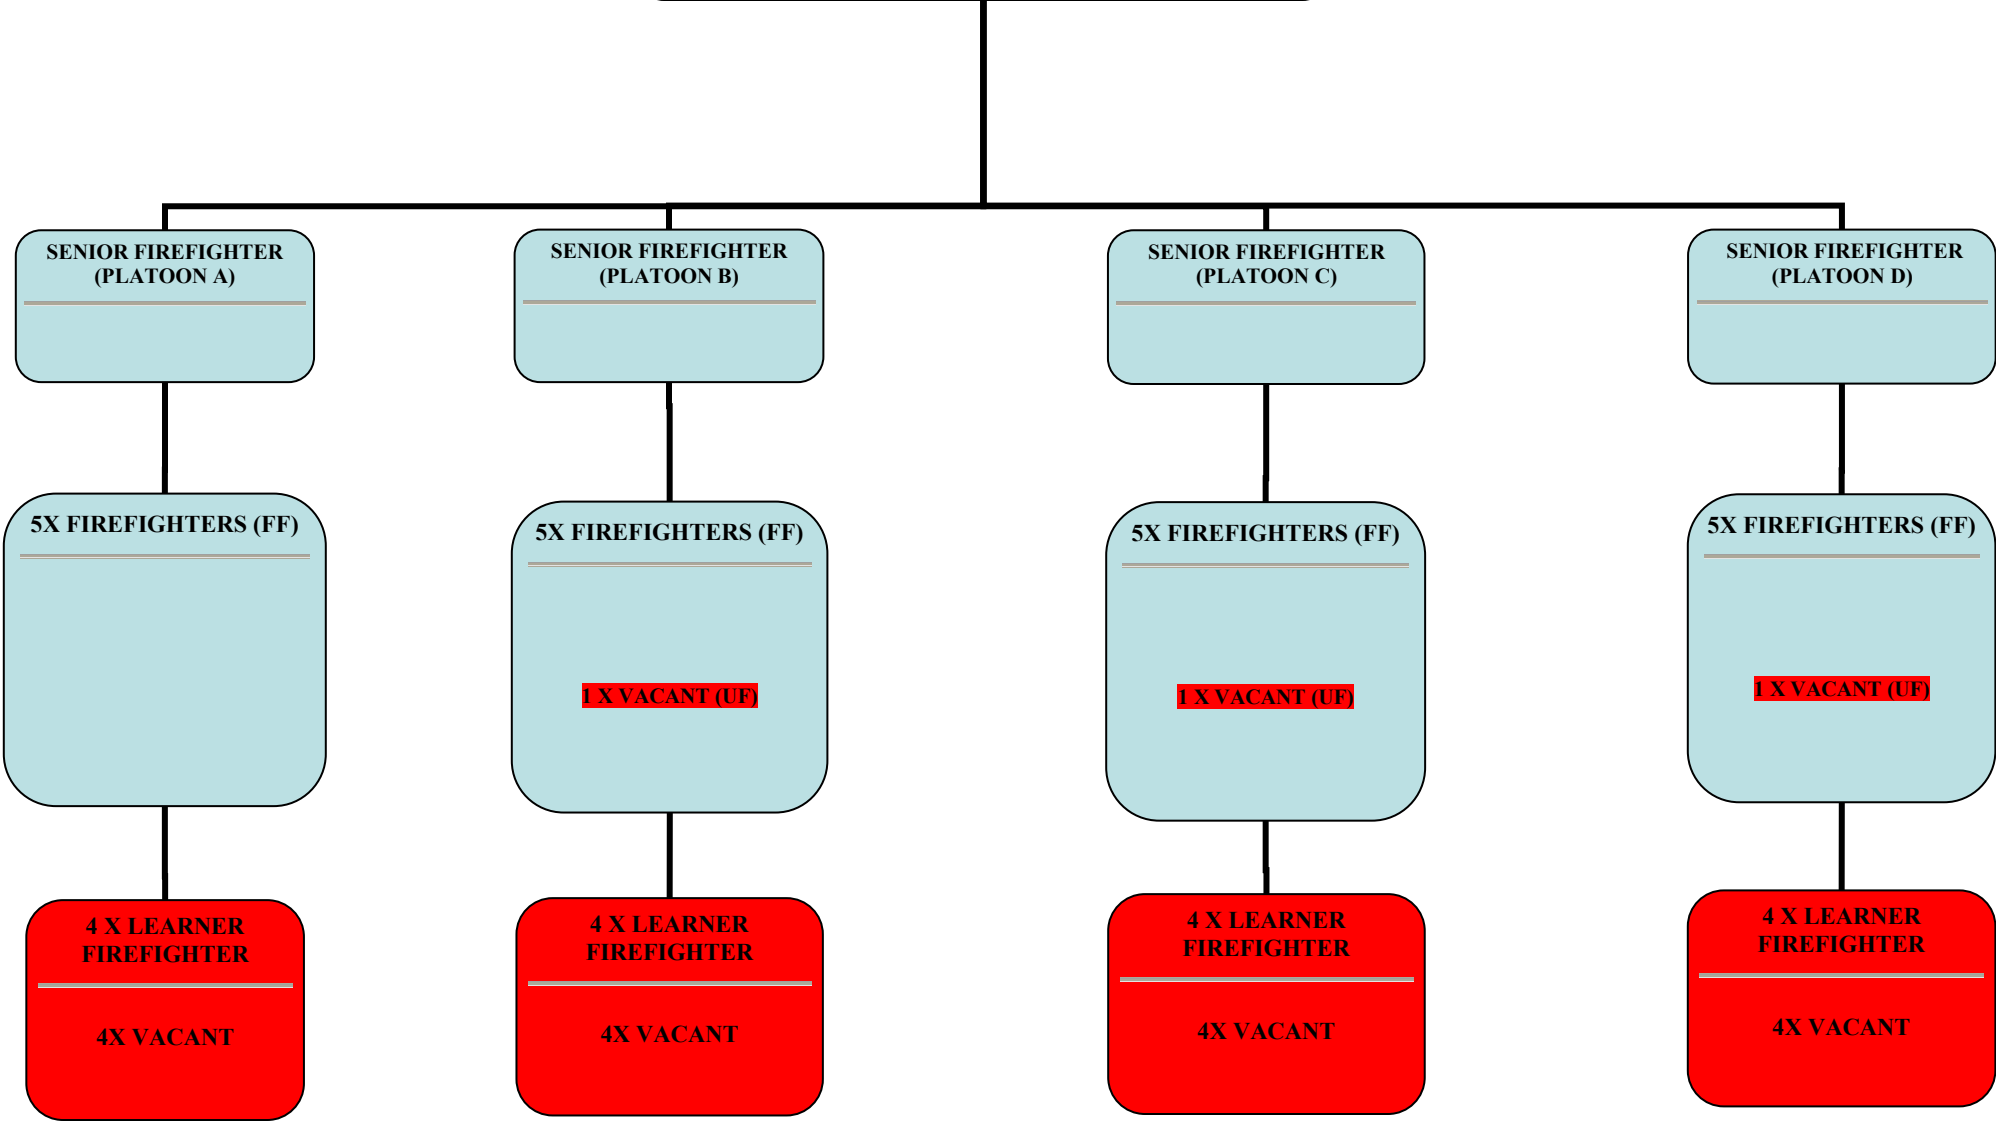 SENIOR FIREFIGHTER
(PLATOON A)
SENIOR FIREFIGHTER
(PLATOON B)
SENIOR FIREFIGHTER
(PLATOON C)
SENIOR FIREFIGHTER
(PLATOON D)
5X FIREFIGHTERS (FF)
5X FIREFIGHTERS (FF)
1 X VACANT (UF)
5X FIREFIGHTERS (FF)
1 X VACANT (UF)
5X FIREFIGHTERS (FF)
1 X VACANT (UF)
4 X LEARNER
FIREFIGHTER
4X VACANT
4 X LEARNER
FIREFIGHTER
4X VACANT
4 X LEARNER
FIREFIGHTER
4X VACANT
4 X LEARNER
FIREFIGHTER
4X VACANT